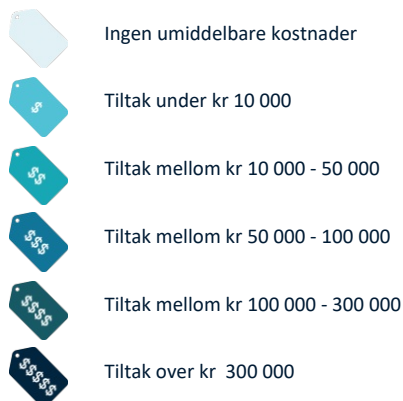 Ingen umiddelbare kostnader
$
Tiltak under kr 10 000
$$
Tiltak mellom kr 10 000 - 50 000
$$$
Tiltak mellom kr 50 000 - 100 000
$$$$
Tiltak mellom kr 100 000 - 300 000
$$$$$
Tiltak over kr  300 000